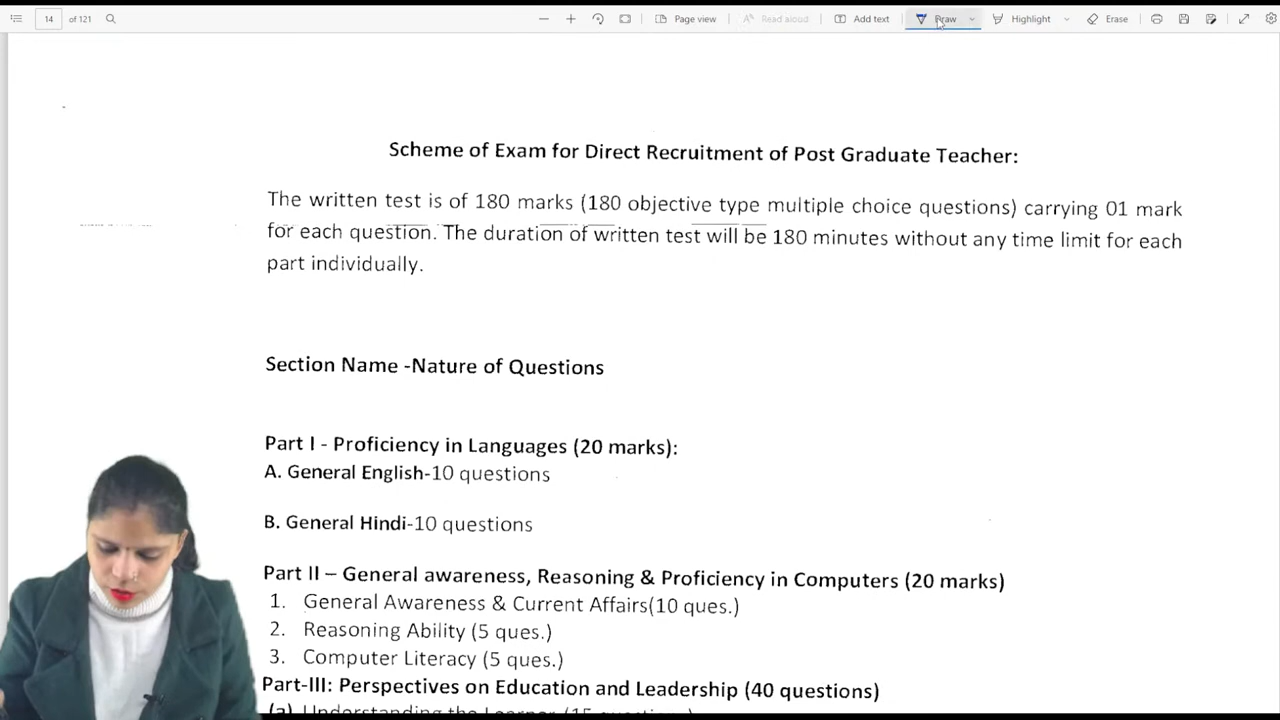 14 of 121 Page view Read aloud Add text Draw Highlight Erase
Scheme of Exam for Direct Recruitment of Post Graduate Teacher:
The written test is of 180 marks (180 objective type multiple choice questions) carrying 01 mark
for each question. The duration of written test will be 180 minutes without any time limit for each
part individually.
Section Name -Nature of Questions
Part I - Proficiency in Languages (20 marks):
A. General English-10 questions
B. General Hindi-10 questions
Part II – General awareness, Reasoning & Proficiency in Computers (20 marks)
1. General Awareness & Current Affairs(10 ques.)
2. Reasoning Ability (5 ques.)
3. Computer Literacy (5 ques.)
Part-III: Perspectives on Education and Leadership (40 questions)
(a) Understanding the Learner (15